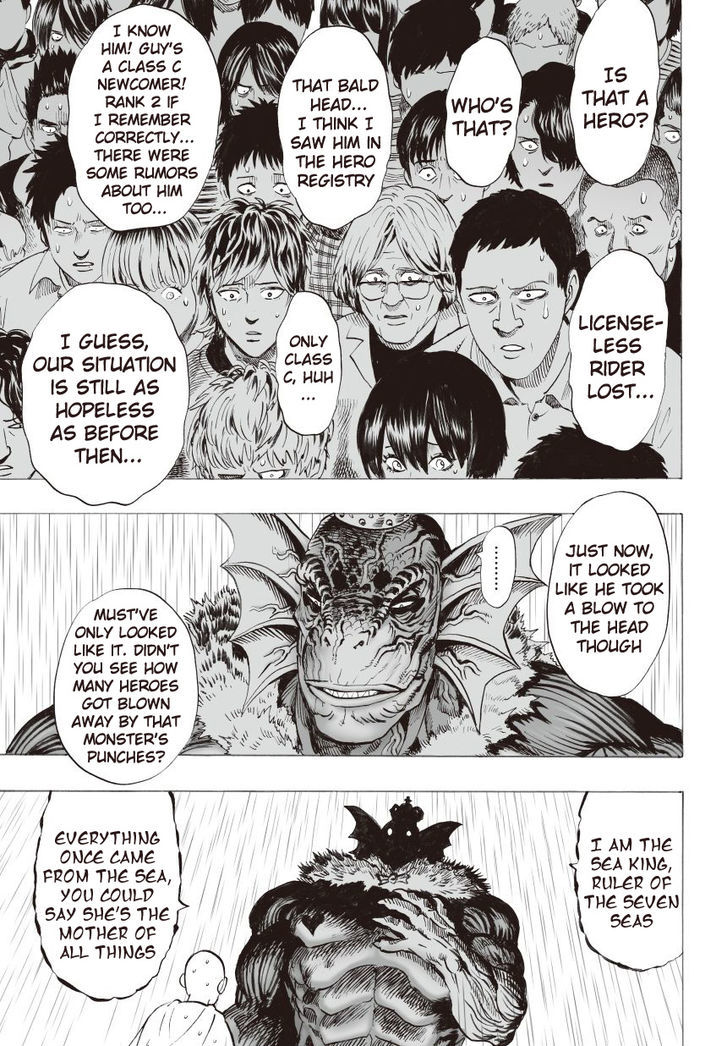 IS
THAT A
HERO?
WHO'S
THAT?
THAT BALD
HEAD...
I THINK I
SAW HIM IN
THE HERO
REGISTRY
I KNOW
HIM! GUY'S
A CLASS C
NEWCOMER!
RANK 2 IF
I REMEMBER
CORRECTLY...
THERE WERE
SOME RUMORS
ABOUT HIM
TOO...
LICENSE-
LESS
RIDER
LOST...
ONLY
CLASS
C, HUH
...
I GUESS,
OUR SITUATION
IS STILL AS
HOPELESS
AS BEFORE
THEN...
JUST NOW,
IT LOOKED
LIKE HE TOOK
A BLOW TO
THE HEAD
THOUGH
........
MUST'VE
ONLY LOOKED
LIKE IT. DIDN'T
YOU SEE HOW
MANY HEROES
GOT BLOWN
AWAY BY THAT
MONSTER'S
PUNCHES?
I AM THE
SEA KING,
RULER OF
THE SEVEN
SEAS
EVERYTHING
ONCE CAME
FROM THE SEA,
YOU COULD
SAY SHE'S THE
MOTHER OF
ALL THINGS